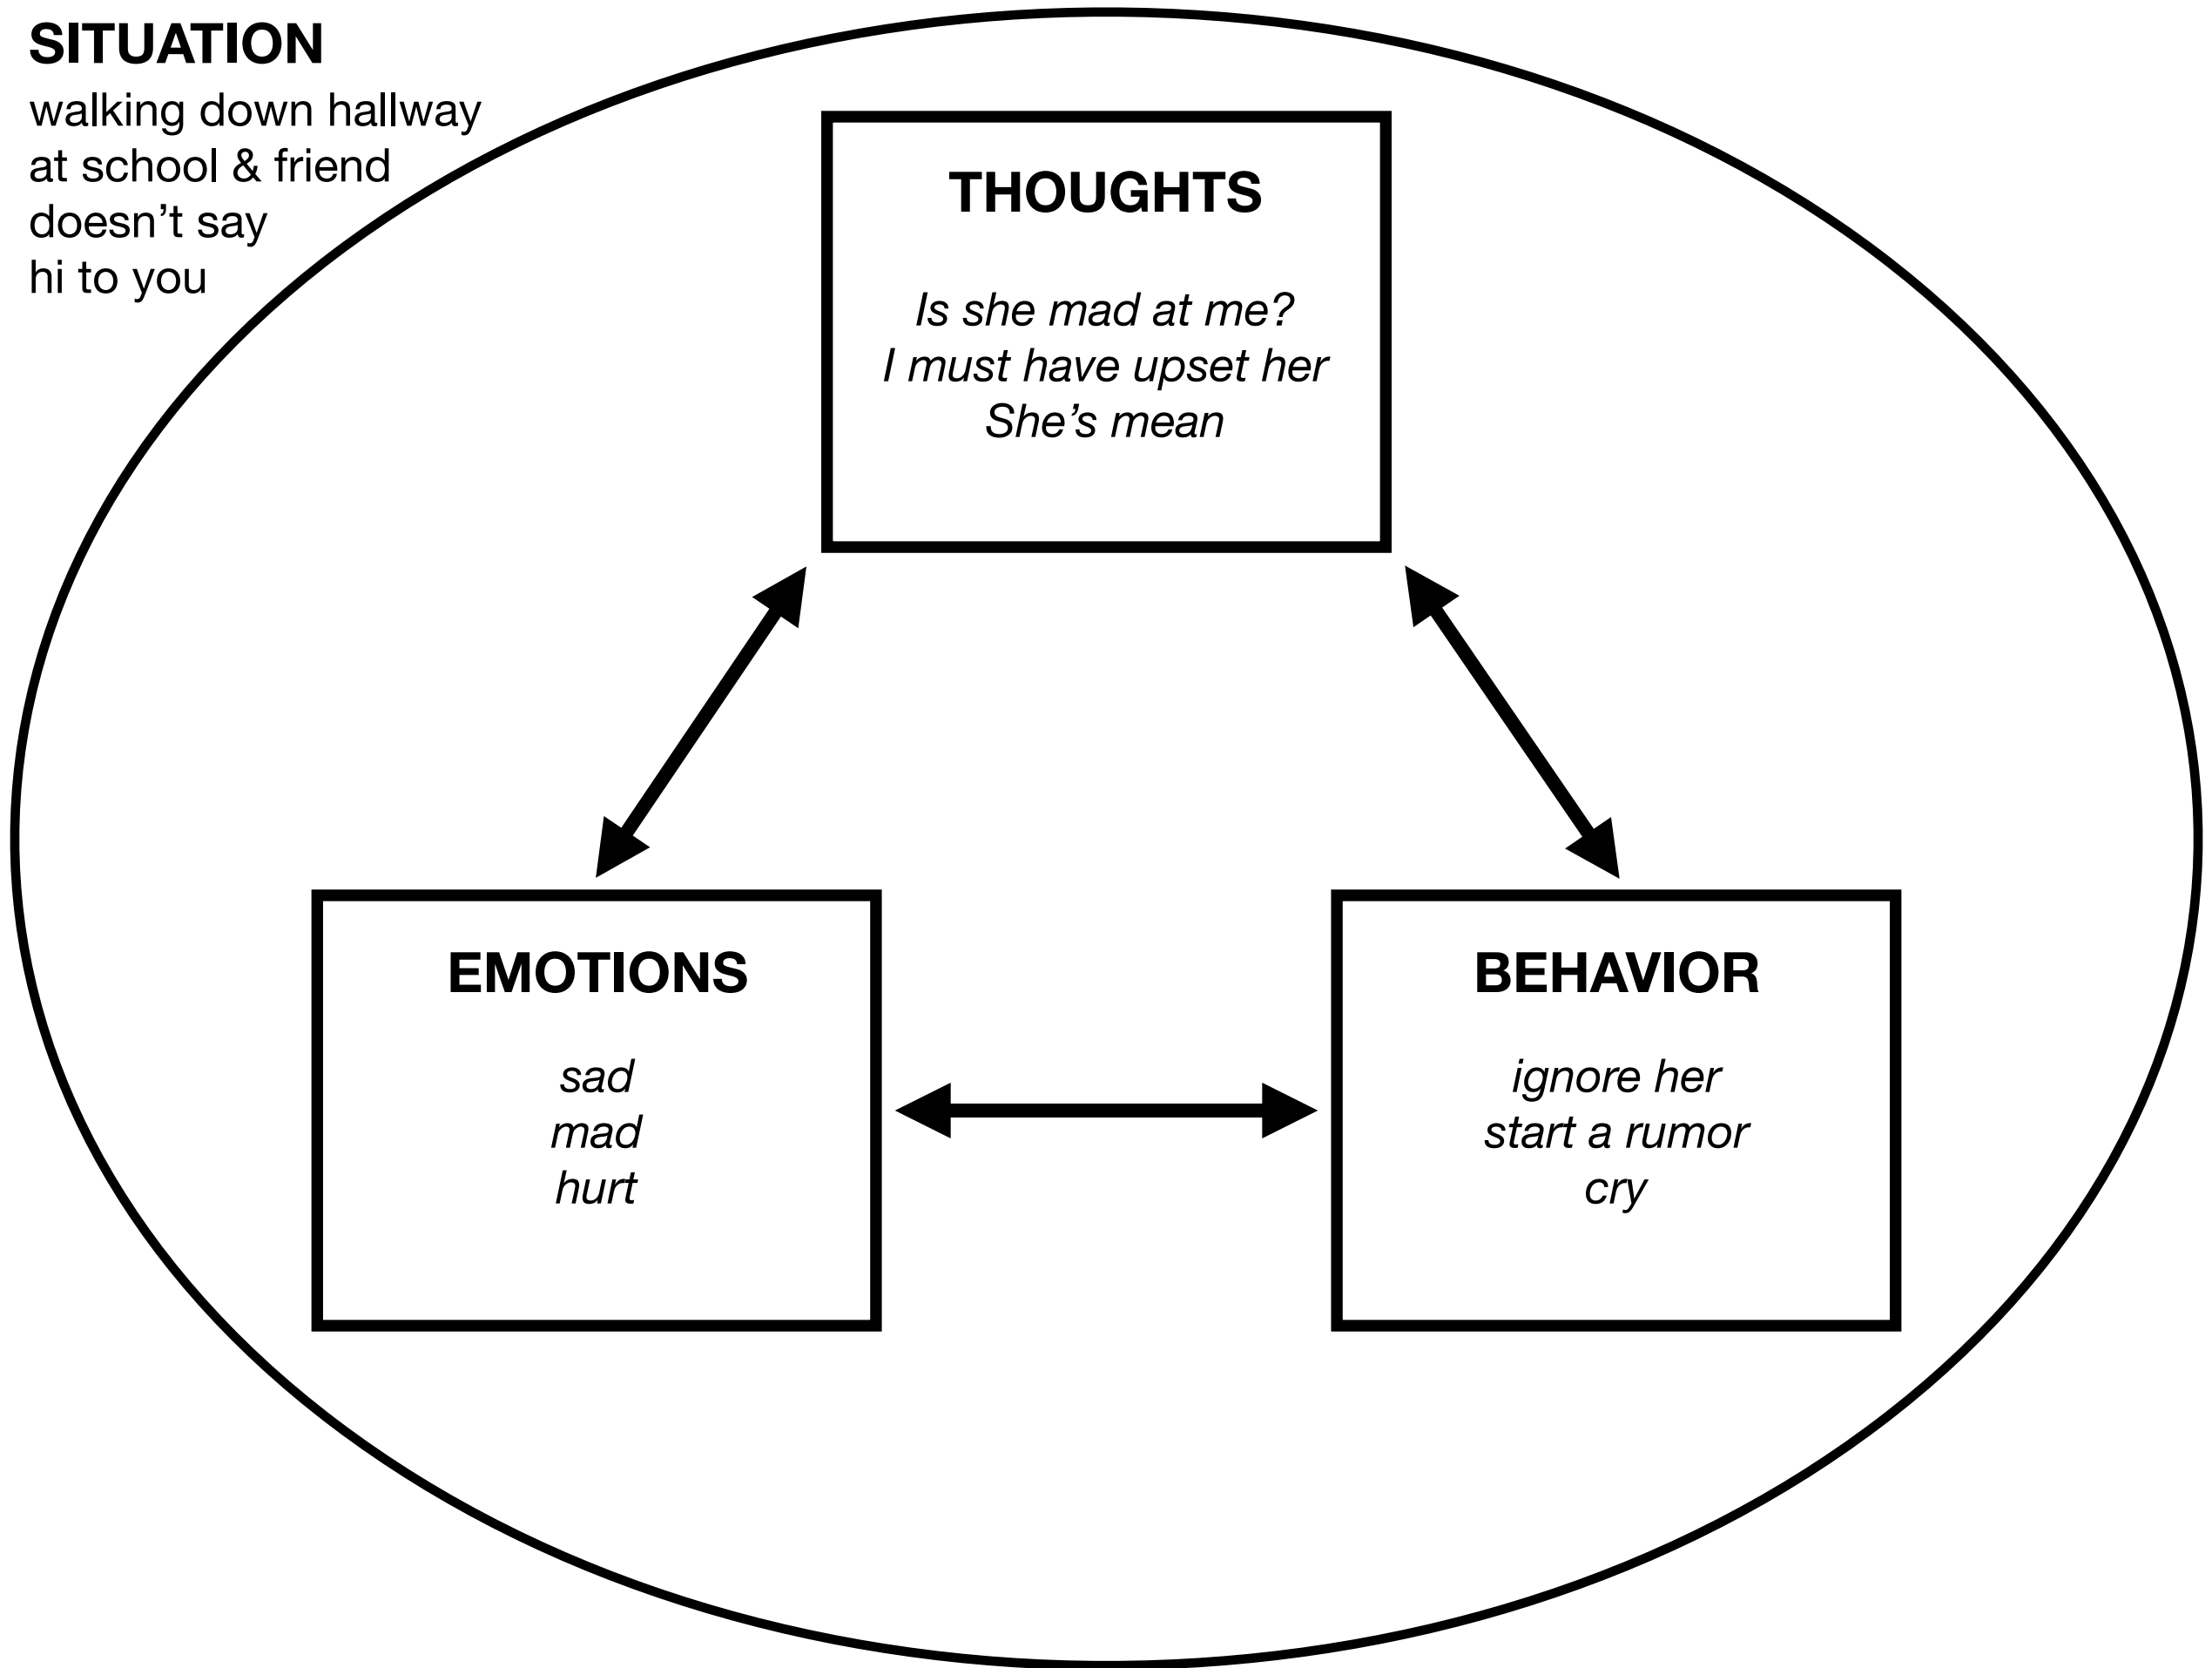 SITUATION
walking down hallway
at school & friend
doesn’t say
hi to you
THOUGHTS
Is she mad at me?
I must have upset her
She’s mean
EMOTIONS
sad
mad
hurt
BEHAVIOR
ignore her
start a rumor
cry